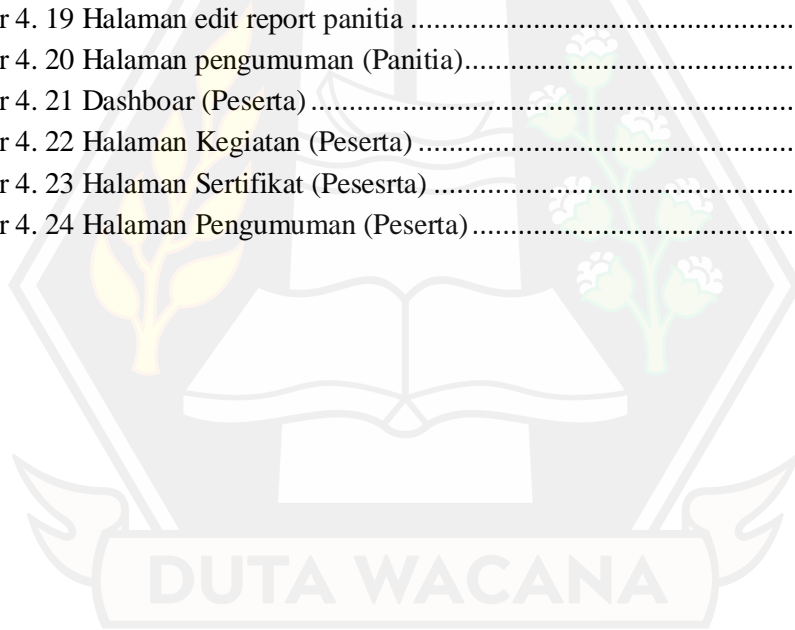 r 4. 19 Halaman edit report panitia ..................................................
r 4. 20 Halaman pengumuman (Panitia)...........................................
r 4. 21 Dashboar (Peserta) ...............................................................
r 4. 22 Halaman Kegiatan (Peserta) .................................................
r 4. 23 Halaman Sertifikat (Pesesrta) ...............................................
r 4. 24 Halaman Pengumuman (Peserta) ..........................................
DUTA WACANA